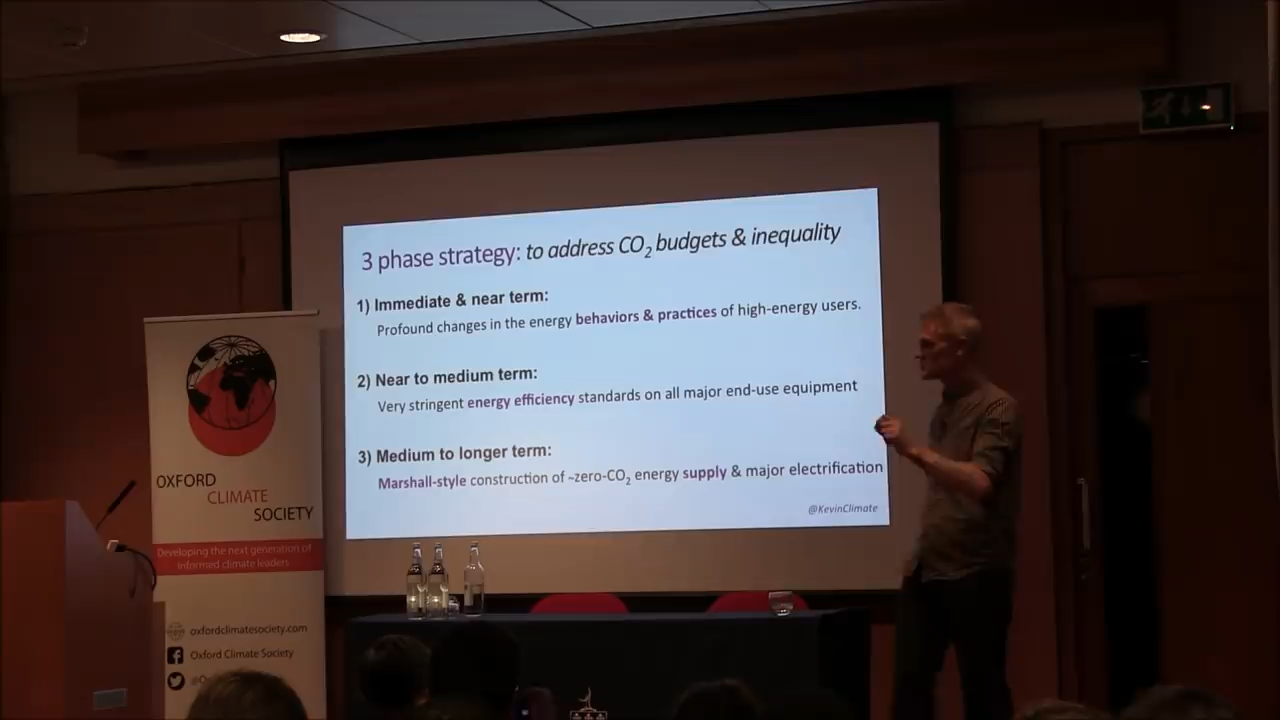 3 phase strategy: to address CO₂ budgets & inequality
1) Immediate & near term:
Profound changes in the energy behaviors & practices of high-energy users.
2) Near to medium term:
Very stringent energy efficiency standards on all major end-use equipment
3) Medium to longer term:
Marshall-style construction of ~zero-CO₂ energy supply & major electrification
@KevinClimate
OXFORD
CLIMATE
SOCIETY
Developing the next generation of
informed climate leaders
oxfordclimatesociety.com
Oxford Climate Society